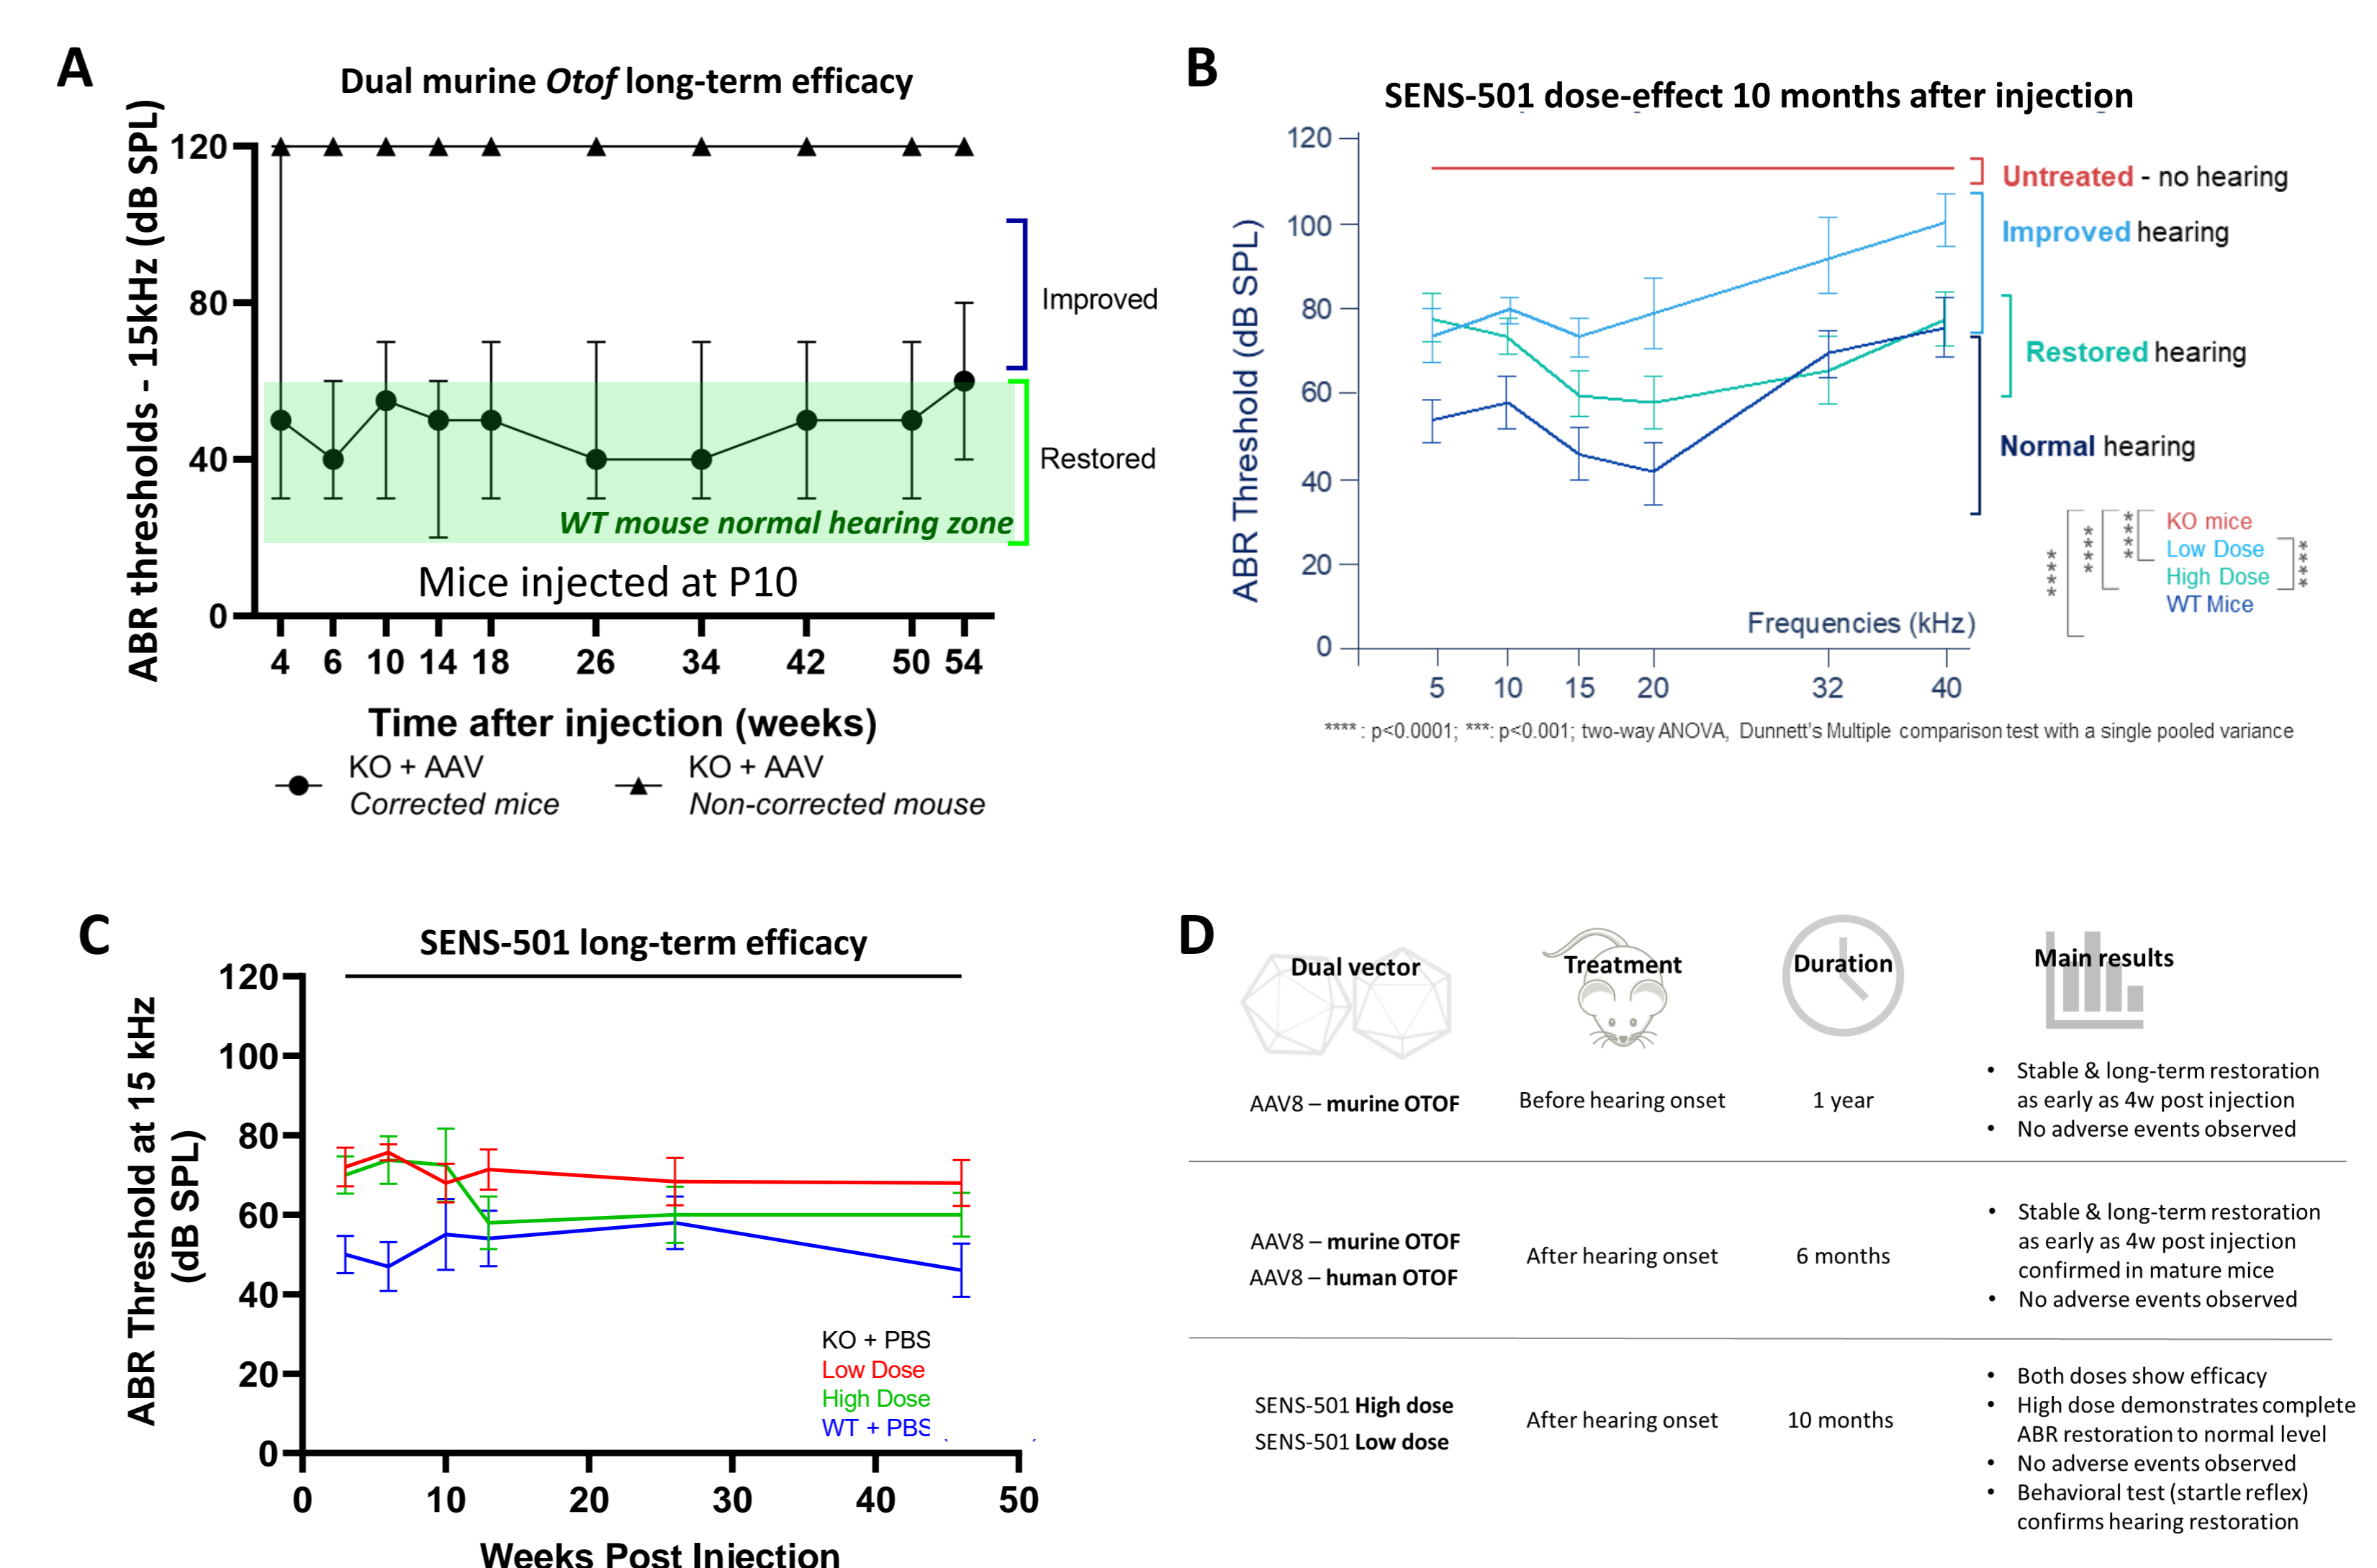 A
Dual murine Otof long-term efficacy
ABR thresholds - 15kHz (dB SPL)
120
80
40
0
Improved
Restored
WT mouse normal hearing zone
Mice injected at P10
4 6 10 14 18 26 34 42 50 54
Time after injection (weeks)
KO + AAV
Corrected mice
KO + AAV
Non-corrected mouse
B
SENS-501 dose-effect 10 months after injection
ABR Threshold (dB SPL)
120
100
80
60
40
20
0
Untreated - no hearing
Improved hearing
Restored hearing
Normal hearing
KO mice
Low Dose
High Dose
WT Mice
****
****
****
****
Frequencies (kHz)
5 10 15 20 32 40
**** : p<0.0001; ***: p<0.001; two-way ANOVA, Dunnett's Multiple comparison test with a single pooled variance
C
SENS-501 long-term efficacy
ABR Threshold at 15 kHz
(dB SPL)
120
100
80
60
40
20
0
KO + PBS
Low Dose
High Dose
WT + PBS
0 10 20 30 40 50
Weeks Post Injection
D
Dual vector
Treatment
Duration
Main results
AAV8 – murine OTOF
Before hearing onset
1 year
• Stable & long-term restoration
as early as 4w post injection
• No adverse events observed
AAV8 – murine OTOF
AAV8 – human OTOF
After hearing onset
6 months
• Stable & long-term restoration
as early as 4w post injection
confirmed in mature mice
• No adverse events observed
SENS-501 High dose
SENS-501 Low dose
After hearing onset
10 months
• Both doses show efficacy
• High dose demonstrates complete
ABR restoration to normal level
• No adverse events observed
• Behavioral test (startle reflex)
confirms hearing restoration